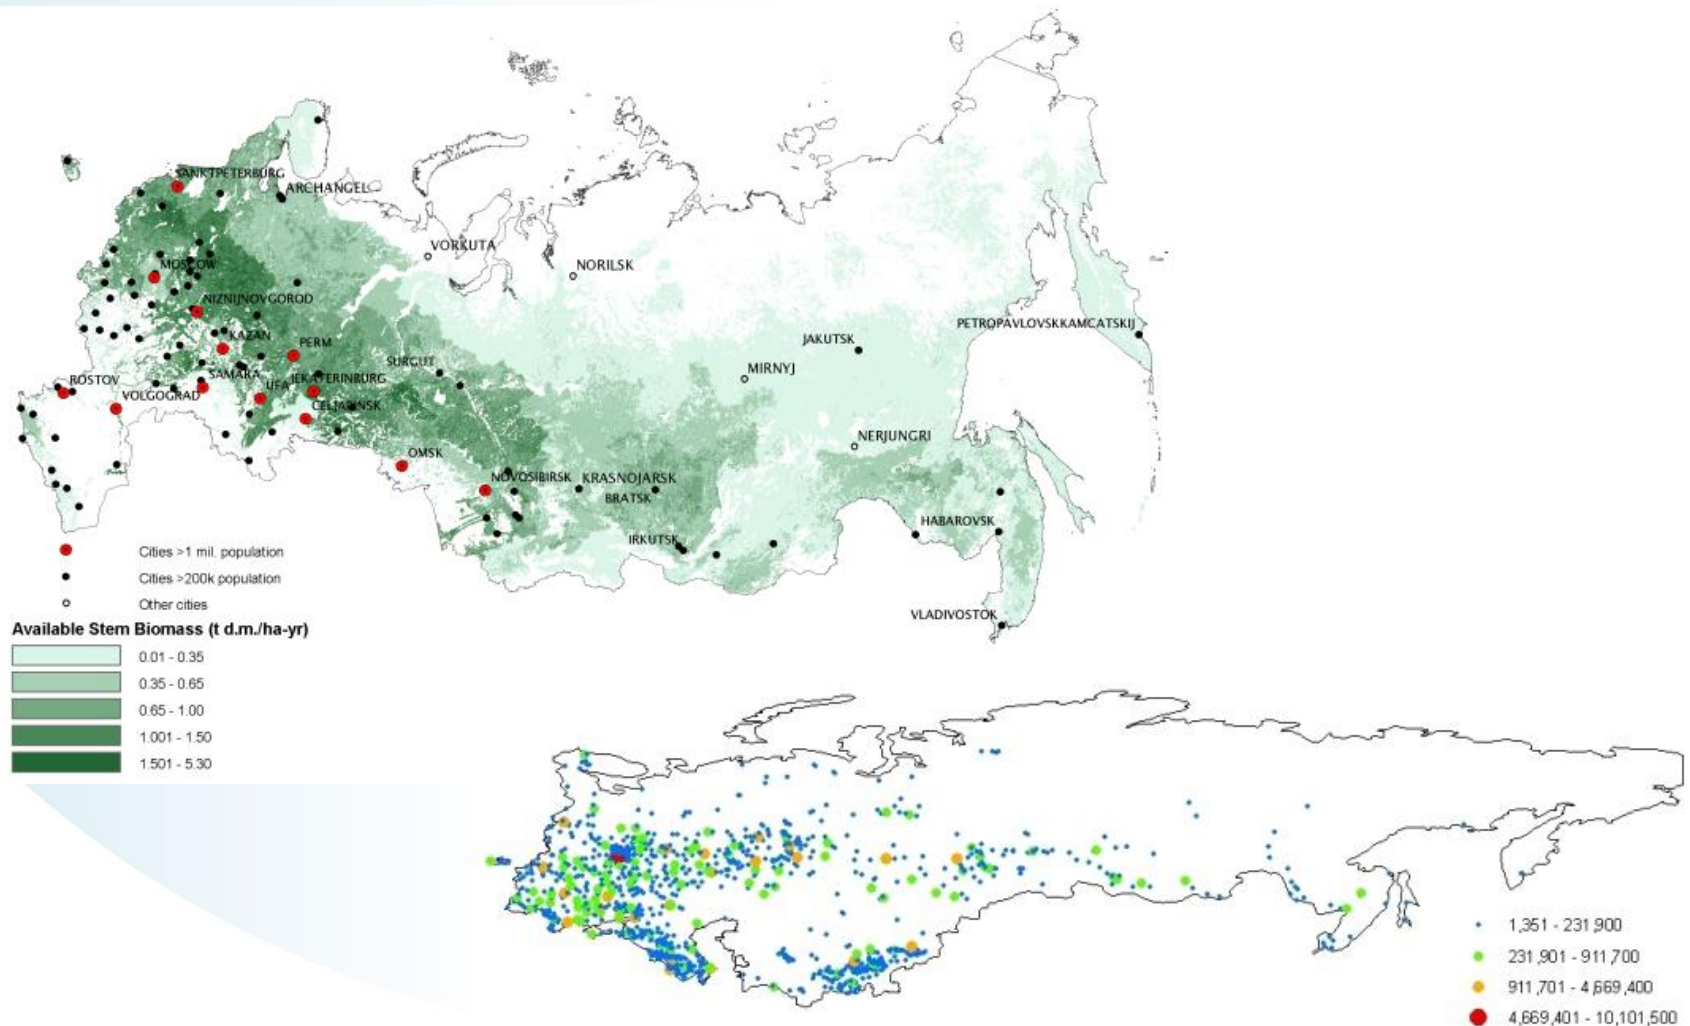 SANKTPETERBURG
ARCHANGEL
VORKUTA
NORILSK
MOSCOW
NIZNIJNOVGOROD
PETROPAVLOVSKKAMCATSKIJ
KAZAN
PERM
JAKUTSK
SURGUT
MIRNYJ
ROSTOV
SAMARA
UFA
JEKATERINBURG
VOLGOGRAD
CELJABINSK
NERJUNGRI
OMSK
NOVOSIBIRSK
KRASNOJARSK
BRATSK
HABAROVSK
IRKUTSK
VLADIVOSTOK
Cities >1 mil. population
Cities >200k population
Other cities
Available Stem Biomass (t d.m./ha-yr)
0.01 - 0.35
0.35 - 0.65
0.65 - 1.00
1.001 - 1.50
1.501 - 5.30
1,351 - 231,900
231,901 - 911,700
911,701 - 4,669,400
4,669,401 - 10,101,500